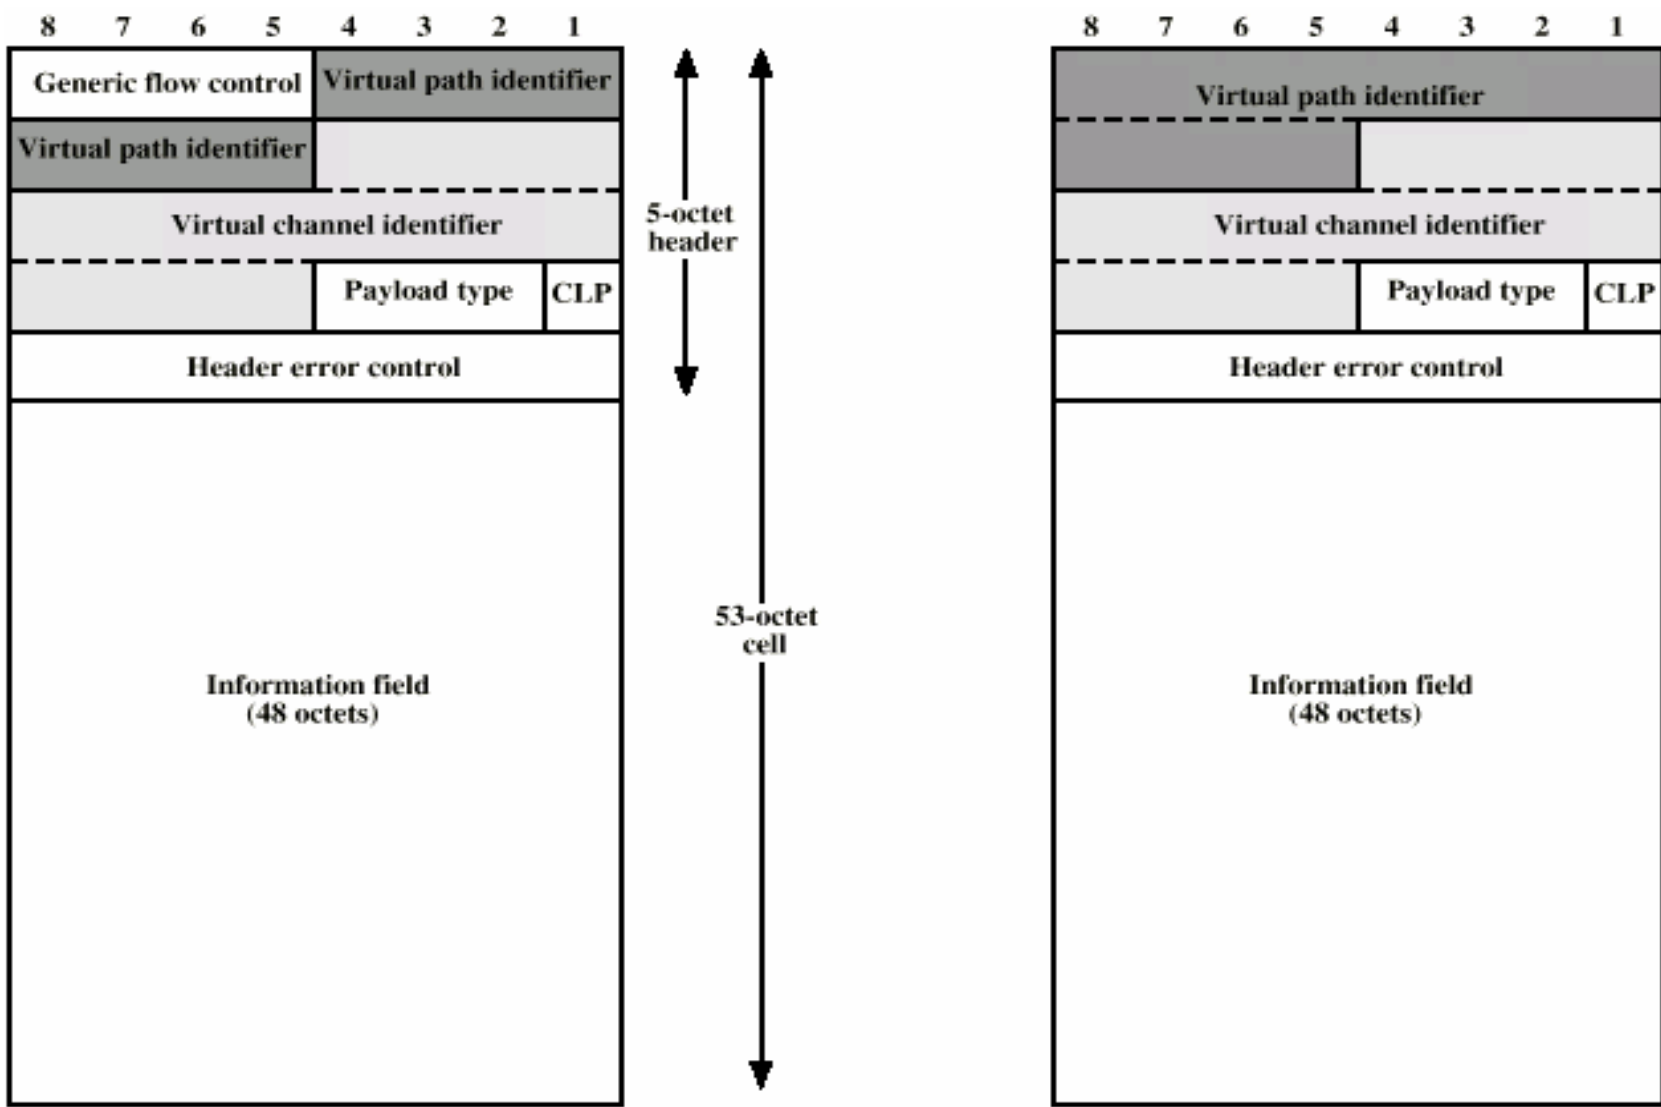 8 7 6 5 4 3 2 1
Generic flow control
Virtual path identifier
Virtual path identifier
Virtual channel identifier
Payload type
CLP
Header error control
Information field
(48 octets)
5-octet
header
53-octet
cell
8 7 6 5 4 3 2 1
Virtual path identifier
Virtual channel identifier
Payload type
CLP
Header error control
Information field
(48 octets)